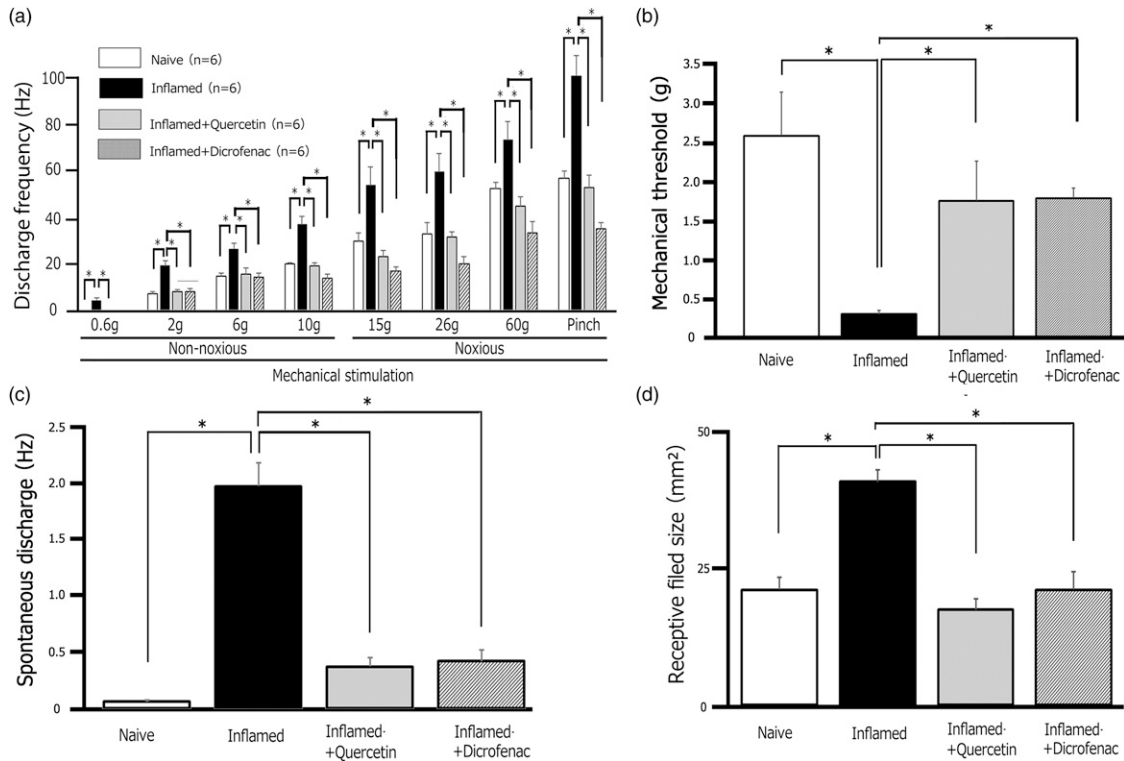 (a)
Naive (n=6)
Inflamed (n=6)
Inflamed+Quercetin (n=6)
Inflamed+Dicrofenac (n=6)
Discharge frequency (Hz)
100
80
60
40
20
0
* * * * * * * * * * * * * * * * * * * * * * *
0.6g 2g 6g 10g 15g 26g 60g Pinch
Non-noxious Noxious
Mechanical stimulation
(b)
* * *
Mechanical threshold (g)
3.5
3.0
2.5
2.0
1.5
1.0
0.5
0
Naive Inflamed Inflamed· Inflamed·
+Quercetin +Dicrofenac
(c)
* * *
Spontaneous discharge (Hz)
2.5
2.0
1.5
1.0
0.5
0
Naive Inflamed Inflamed· Inflamed·
+Quercetin +Dicrofenac
(d)
* * *
Receptive filed size (mm²)
50
25
0
Naive Inflamed Inflamed· Inflamed·
+Quercetin +Dicrofenac